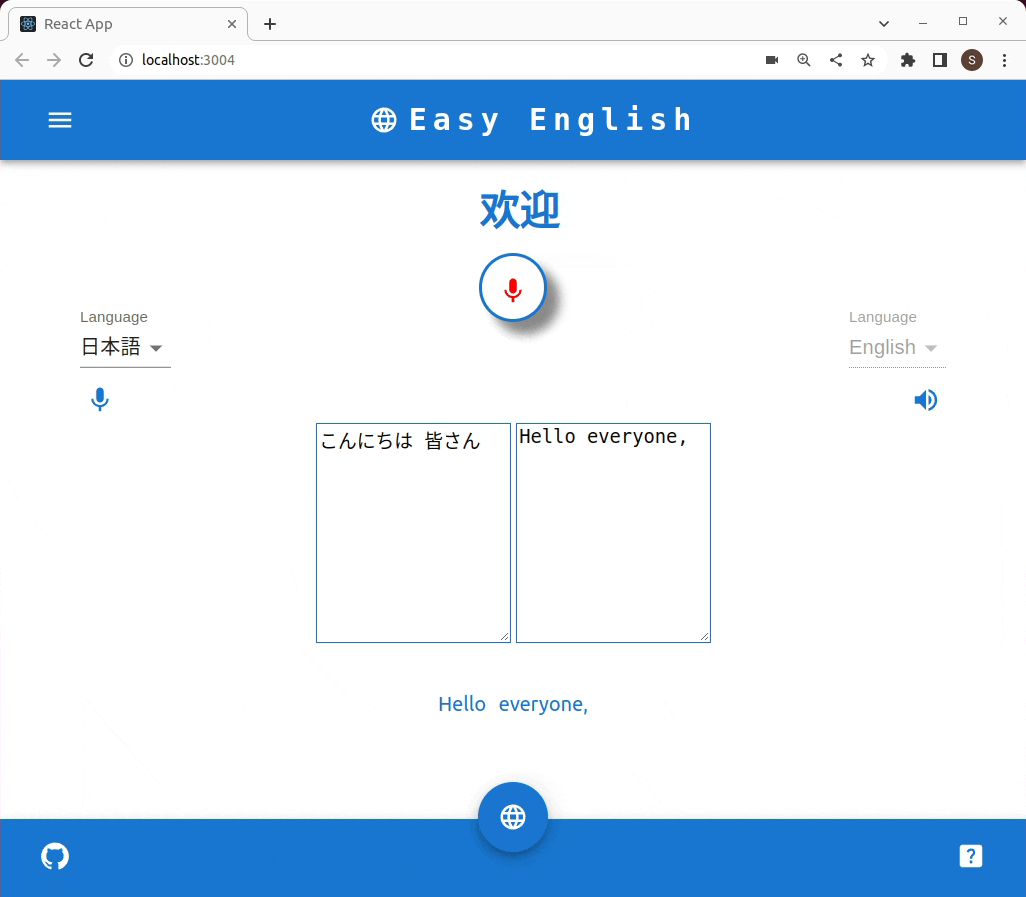 React App
localhost:3004
S
Easy English
欢迎
Language
日本語
Language
English
こんにちは 皆さん
Hello everyone,
Hello everyone,
?